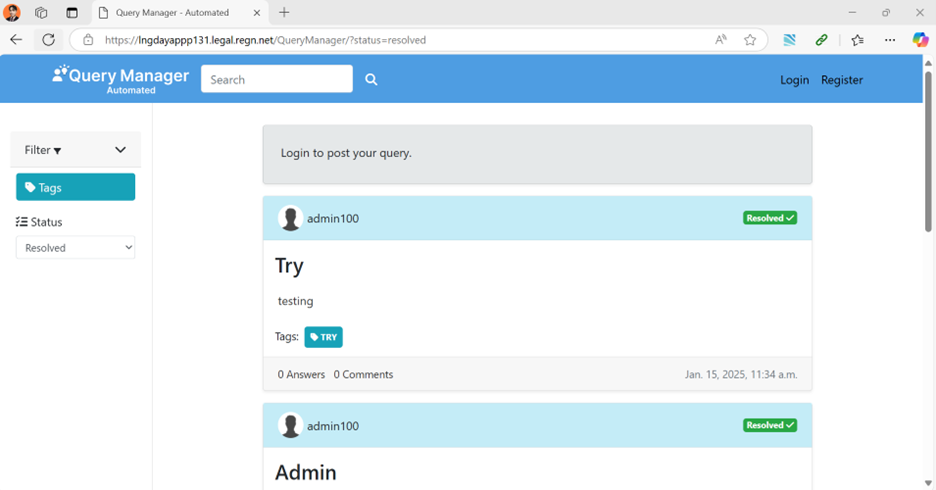 Query Manager - Automated
https://lngdayappp131.legal.regn.net/QueryManager/?status=resolved
Query Manager
Automated
Search
Login Register
Filter
Tags
Status
Resolved
Login to post your query.
admin100
Resolved
Try
testing
Tags: TRY
0 Answers 0 Comments
Jan. 15, 2025, 11:34 a.m.
admin100
Resolved
Admin